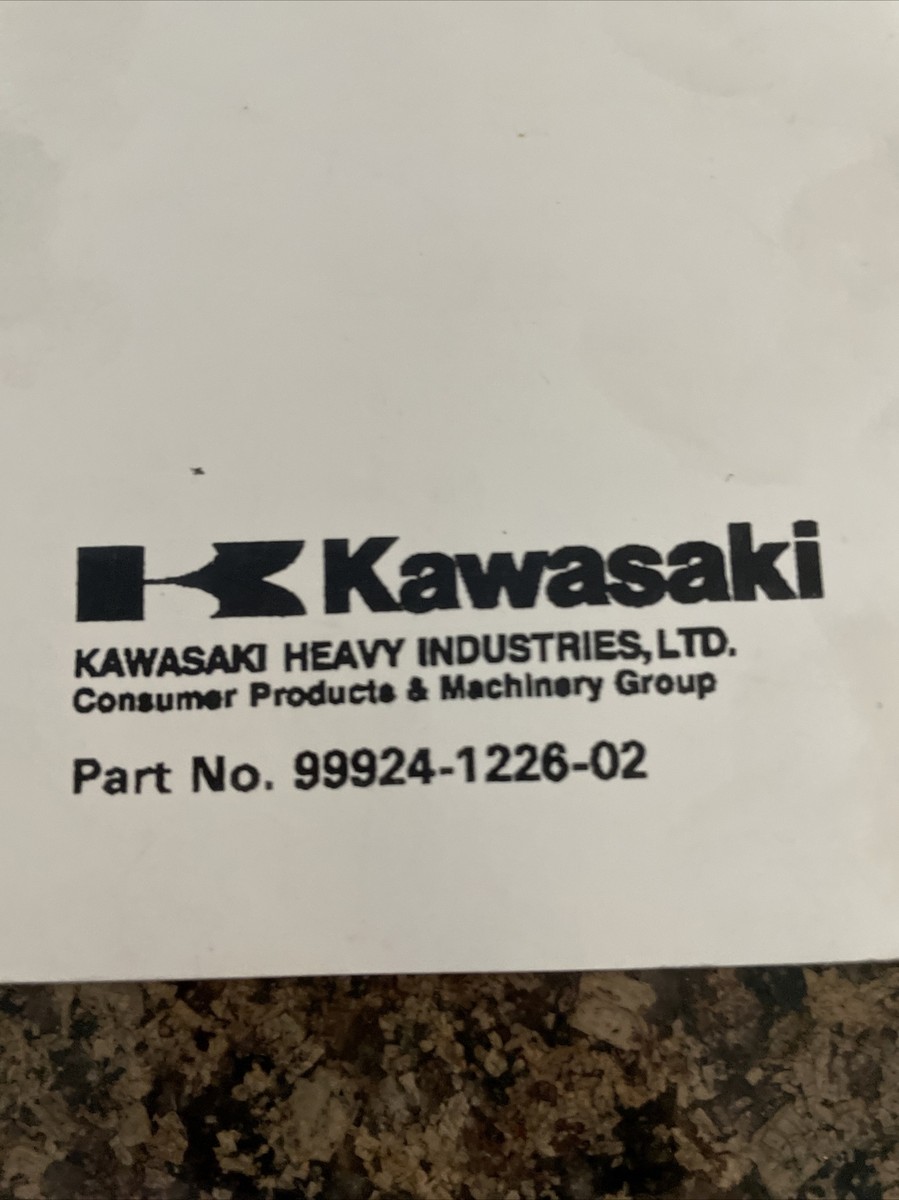 Kawasaki
KAWASAKI HEAVY INDUSTRIES, LTD.
Consumer Products & Machinery Group
Part No. 99924-1226-02